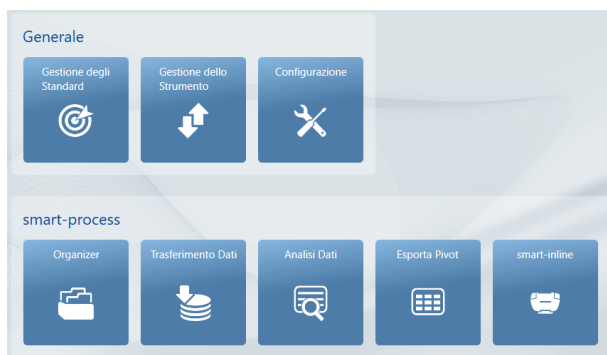 Generale
Gestione degli
Standard
Gestione dello
Strumento
Configurazione
smart-process
Organizer
Trasferimento Dati
Analisi Dati
Esporta Pivot
smart-inline